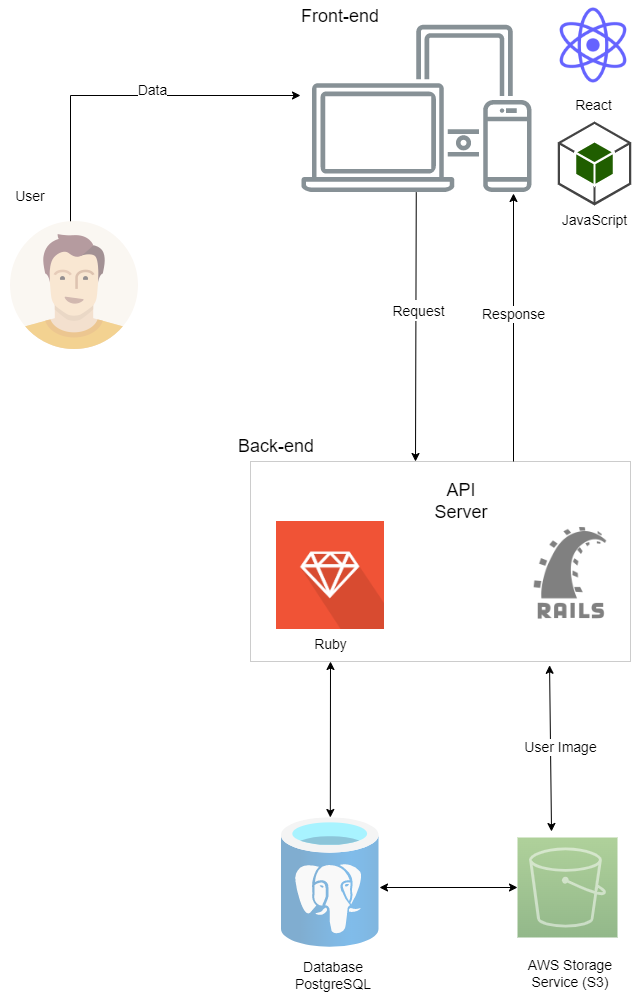 Front-end
React
Data
User
JavaScript
Request
Response
Back-end
API
Server
RAILS
Ruby
User Image
Database
PostgreSQL
AWS Storage
Service (S3)